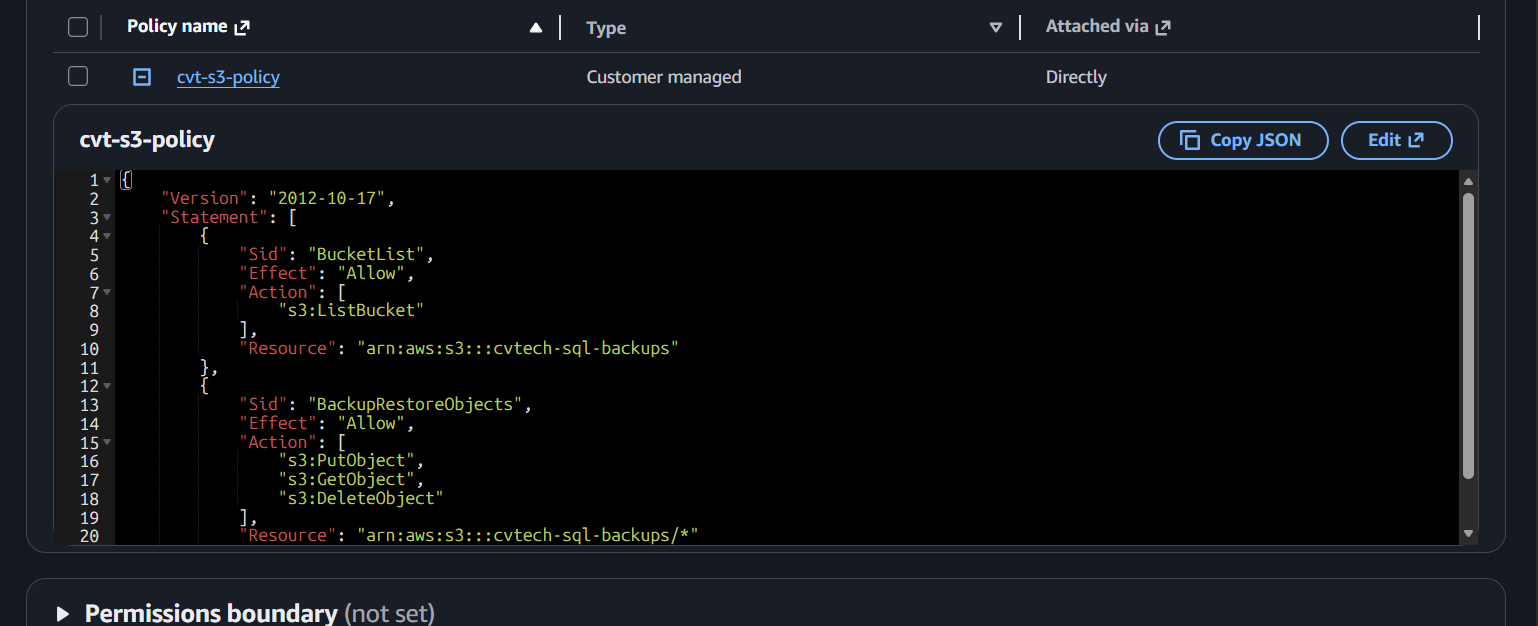 Policy name Type Attached via
cvt-s3-policy Customer managed Directly
cvt-s3-policy Copy JSON Edit
1 {
2 "Version": "2012-10-17",
3 "Statement": [
4 {
5 "Sid": "BucketList",
6 "Effect": "Allow",
7 "Action": [
8 "s3:ListBucket"
9 ],
10 "Resource": "arn:aws:s3:::cvtech-sql-backups"
11 },
12 {
13 "Sid": "BackupRestoreObjects",
14 "Effect": "Allow",
15 "Action": [
16 "s3:PutObject",
17 "s3:GetObject",
18 "s3:DeleteObject"
19 ],
20 "Resource": "arn:aws:s3:::cvtech-sql-backups/*"
Permissions boundary (not set)